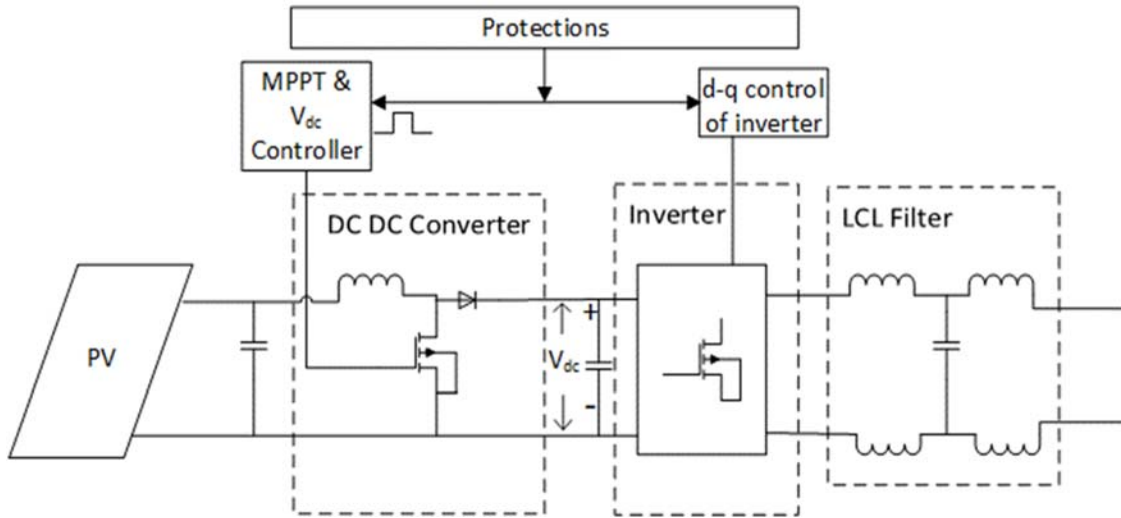 Protections
MPPT &
Vdc
Controller
d-q control
of inverter
DC DC Converter
Inverter
LCL Filter
PV
+
Vdc
-